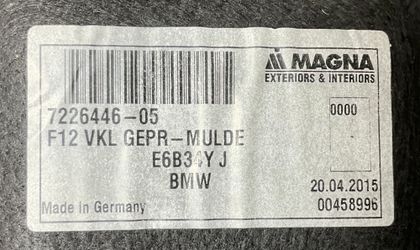 MAGNA
EXTERIORS & INTERIORS
7226446-05
0000
F12 VKL GEPR-MULDE
E6B34Y J
BMW
20.04.2015
Made in Germany
00458996